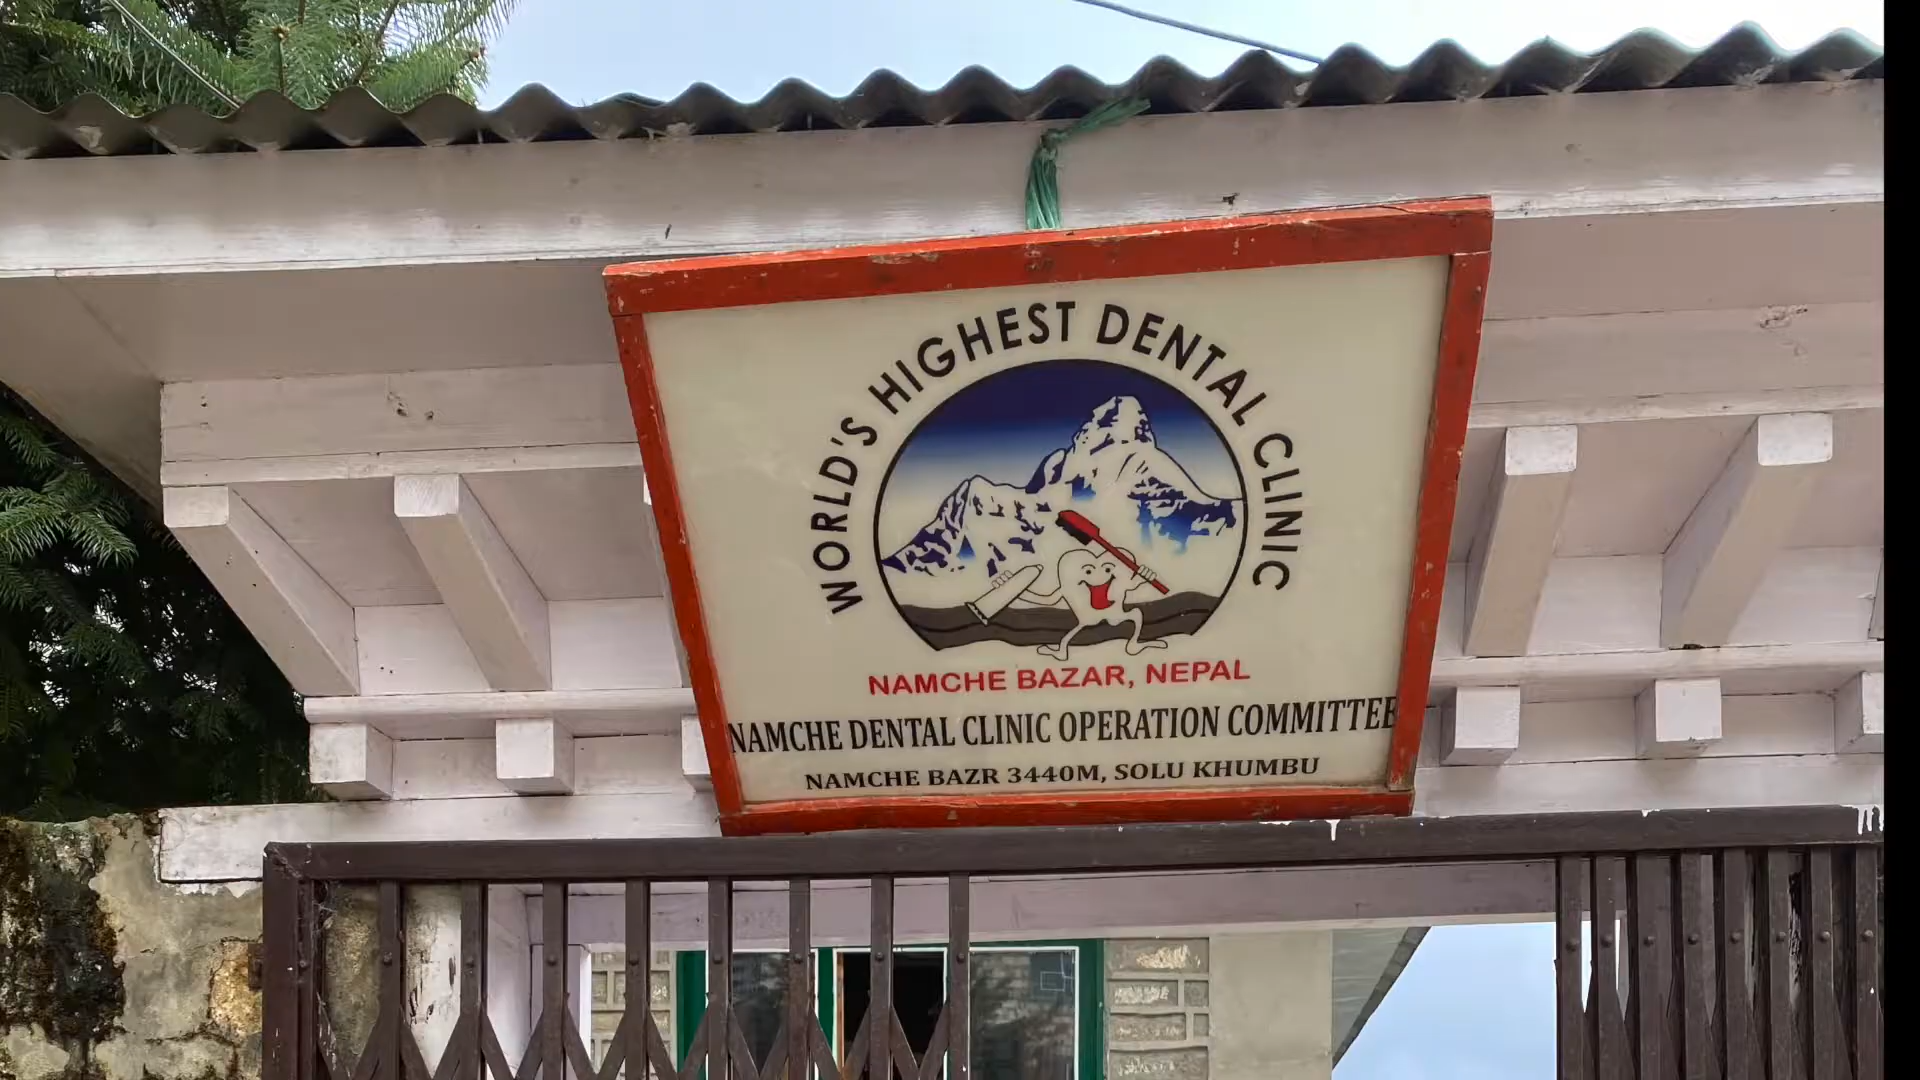 WORLD'S HIGHEST DENTAL CLINIC
NAMCHE BAZAR, NEPAL
NAMCHE DENTAL CLINIC OPERATION COMMITTEE
NAMCHE BAZR 3440M, SOLU KHUMBU